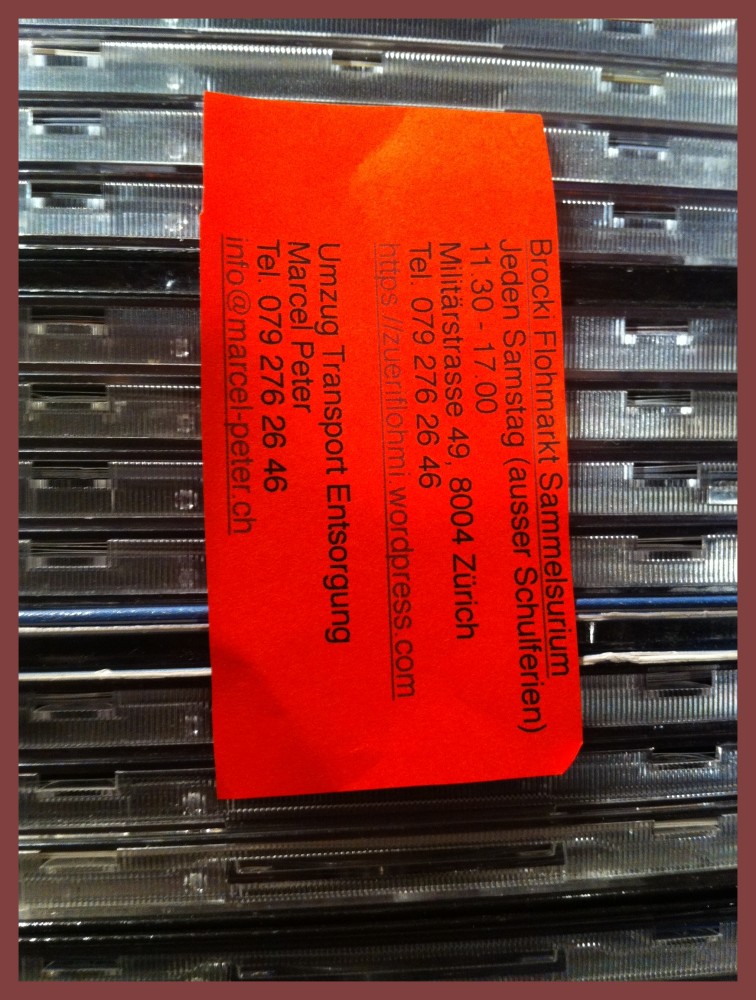 Brocki Flohmarkt Sammelsurium
Jeden Samstag (ausser Schulferien)
11.30 - 17.00
Militärstrasse 49, 8004 Zürich
Tel. 079 276 26 46
https://zueriflohmi.wordpress.com
Umzug Transport Entsorgung
Marcel Peter
Tel. 079 276 26 46
info@marcel-peter.ch